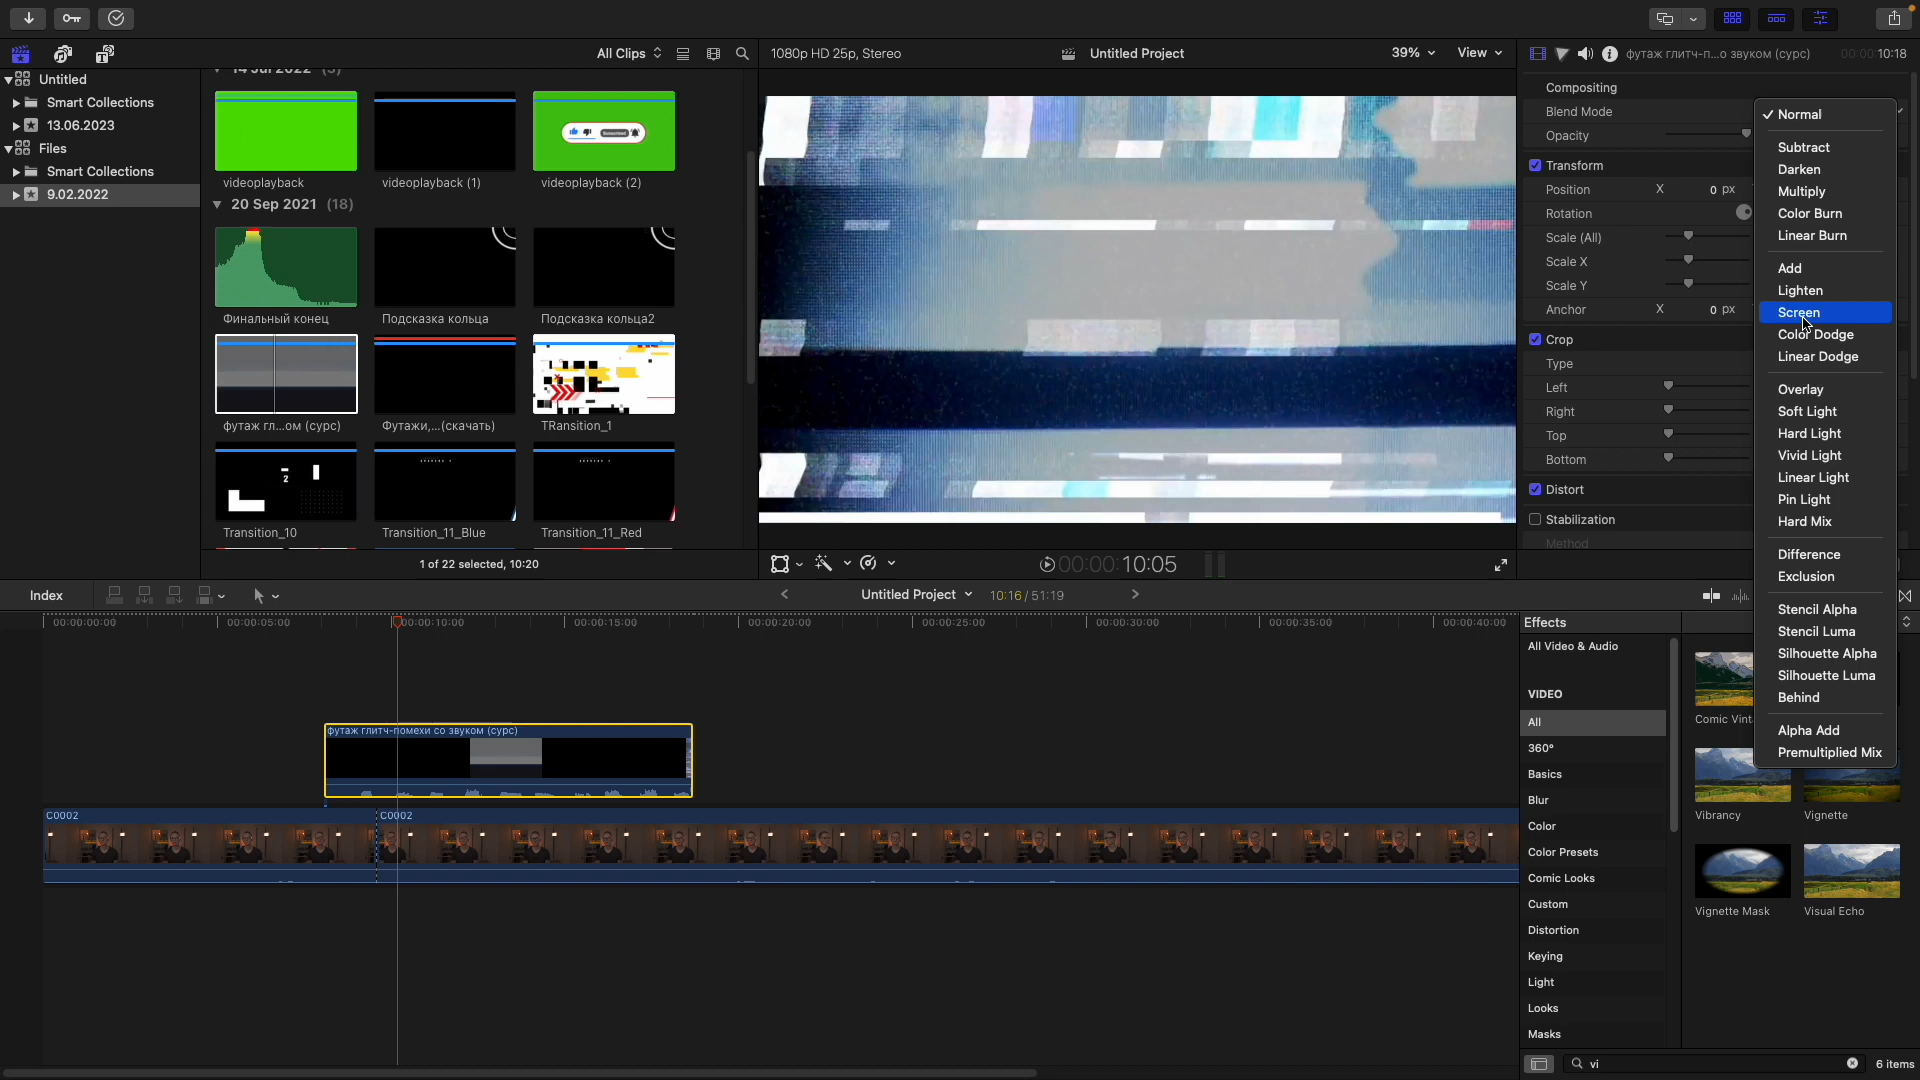 All Clips
1080p HD 25p, Stereo
Untitled Project
39%
View
футаж глитч-п...о звуком (сурс)
00:00:10:18
Untitled
Smart Collections
13.06.2023
Files
Smart Collections
9.02.2022
14 Jul 2022 (3)
videoplayback
videoplayback (1)
videoplayback (2)
20 Sep 2021 (18)
Финальный конец
Подсказка кольца
Подсказка кольца2
футаж гл...ом (сурс)
Футажи,...(скачать)
TRansition_1
Transition_10
Transition_11_Blue
Transition_11_Red
1 of 22 selected, 10:20
00:00:10:05
Compositing
Blend Mode
Opacity
Transform
Position
X
0 px
Rotation
Scale (All)
Scale X
Scale Y
Anchor
X
0 px
Crop
Type
Left
Right
Top
Bottom
Distort
Stabilization
Method
Normal
Subtract
Darken
Multiply
Color Burn
Linear Burn
Add
Lighten
Screen
Color Dodge
Linear Dodge
Overlay
Soft Light
Hard Light
Vivid Light
Linear Light
Pin Light
Hard Mix
Difference
Exclusion
Stencil Alpha
Stencil Luma
Silhouette Alpha
Silhouette Luma
Behind
Alpha Add
Premultiplied Mix
Index
Untitled Project
10:16 / 51:19
00:00:00:00
00:00:05:00
00:00:10:00
00:00:15:00
00:00:20:00
00:00:25:00
00:00:30:00
00:00:35:00
00:00:40:00
футаж глитч-помехи со звуком (сурс)
C0002
C0002
Effects
All Video & Audio
VIDEO
All
360°
Basics
Blur
Color
Color Presets
Comic Looks
Custom
Distortion
Keying
Light
Looks
Masks
Comic Vint
Vibrancy
Vignette
Vignette Mask
Visual Echo
vi
6 items